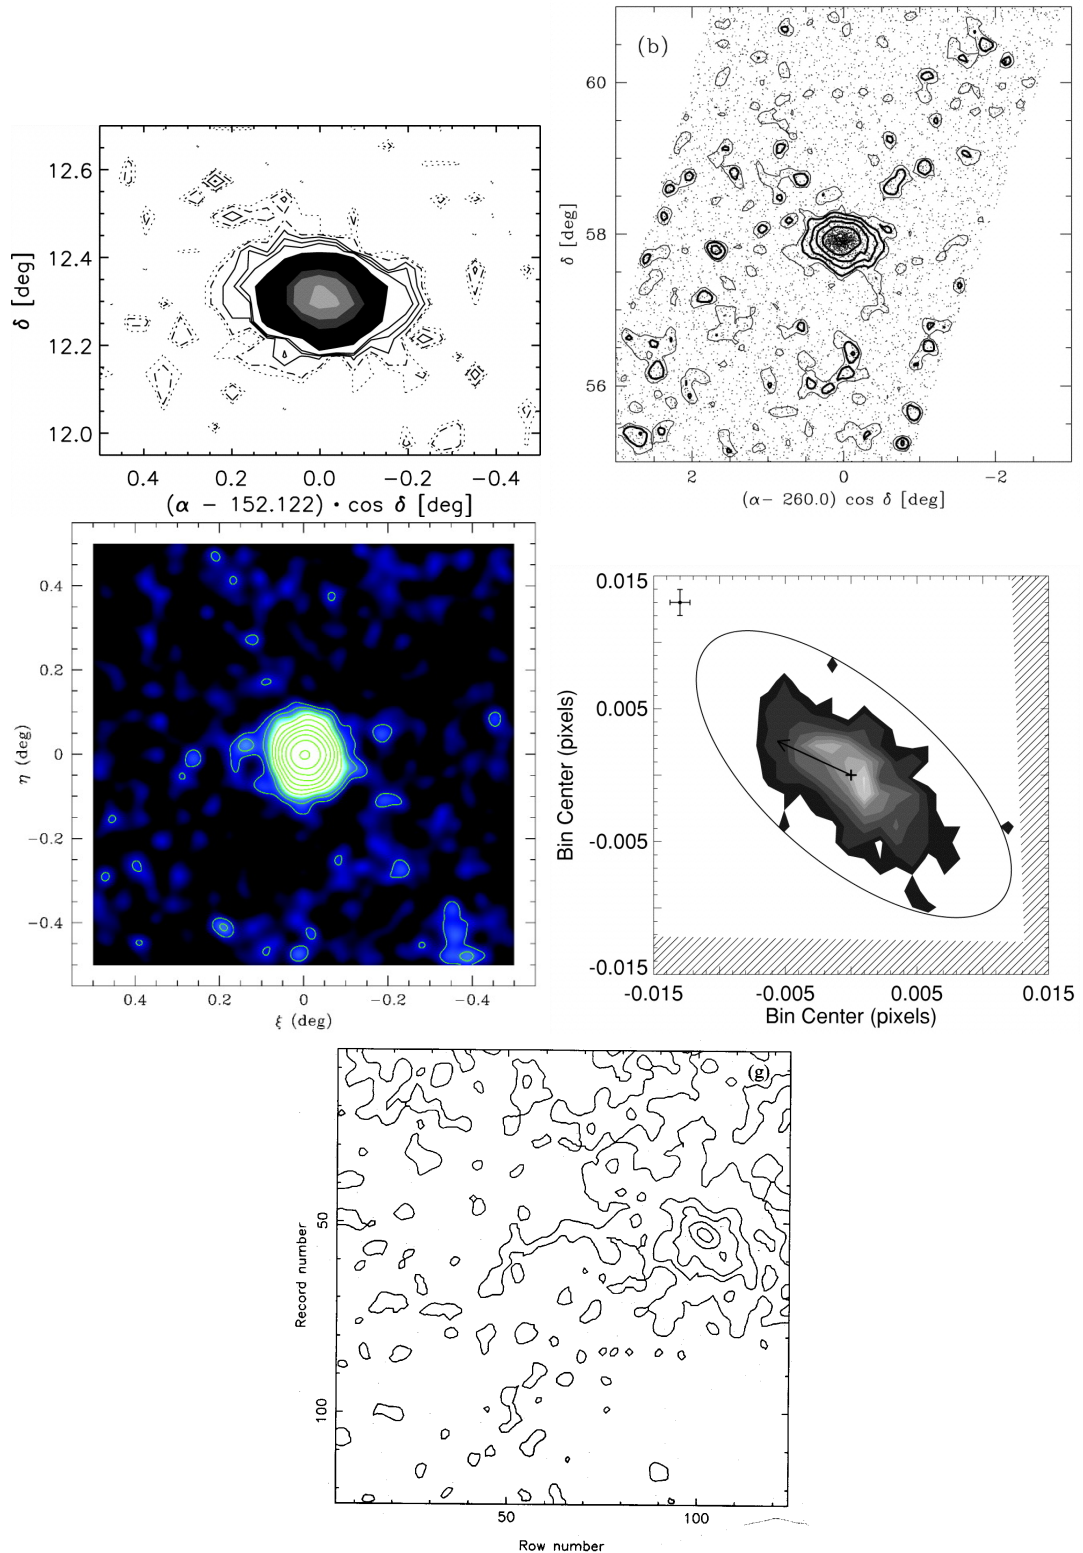 12.6
12.4
12.2
12.0
δ [deg]
0.4 0.2 0.0 -0.2 -0.4
(α - 152.122) • cos δ [deg]
(b)
60
58
56
δ [deg]
2 0 -2
(α- 260.0) cos δ [deg]
0.4
0.2
0
-0.2
-0.4
η (deg)
0.4 0.2 0 -0.2 -0.4
ξ (deg)
0.015
0.005
-0.005
-0.015
Bin Center (pixels)
-0.015 -0.005 0.005 0.015
Bin Center (pixels)
(g)
50
100
Record number
50 100
Row number